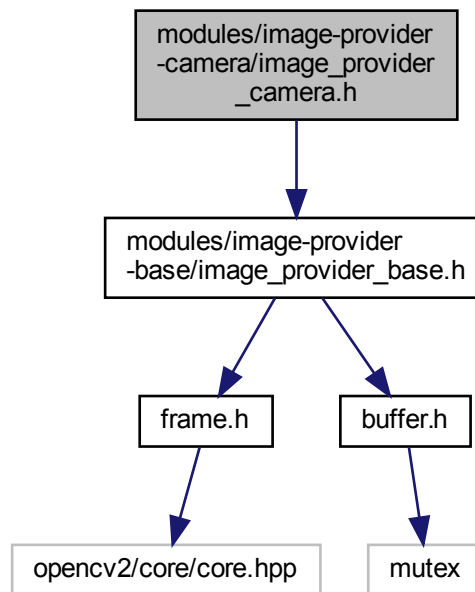 modules/image-provider
-camera/image_provider
_camera.h
modules/image-provider
-base/image_provider_base.h
frame.h
buffer.h
opencv2/core/core.hpp
mutex